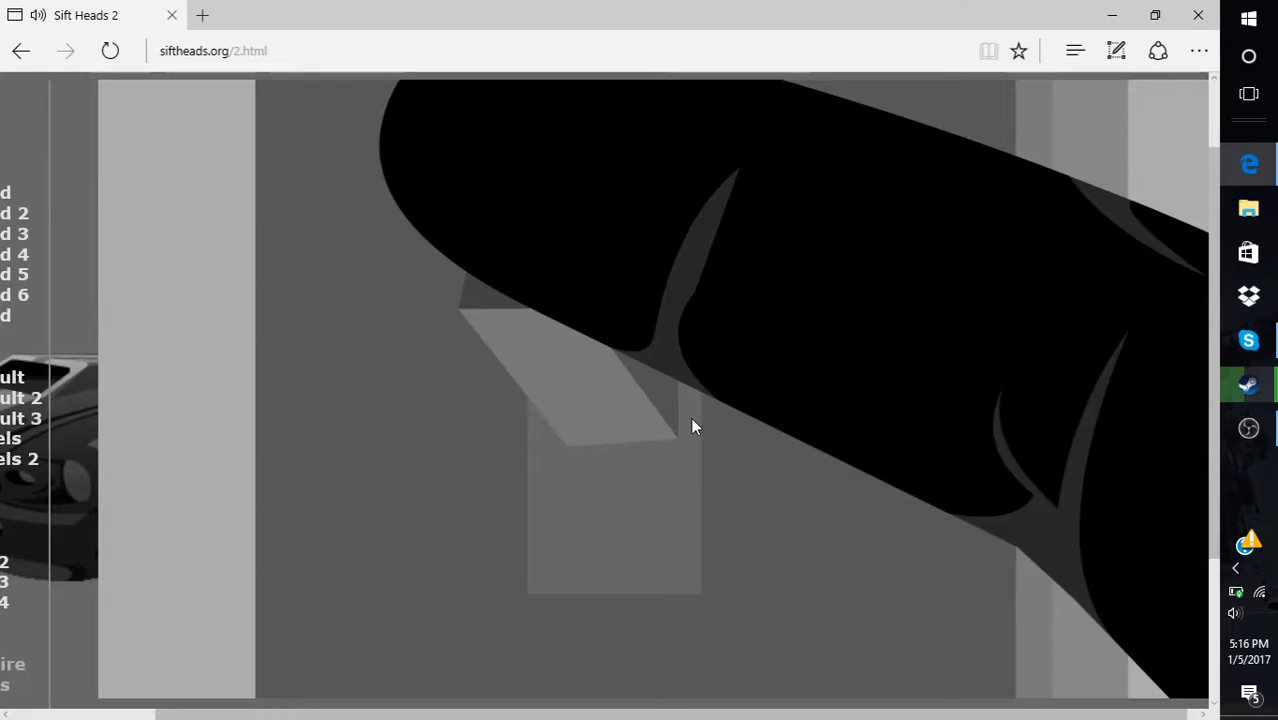 Sift Heads 2
siftheads.org/2.html
d
d 2
d 3
d 4
d 5
d 6
d
ult
ult 2
ult 3
els
els 2
2
3
4
ire
s
5:16 PM
1/5/2017
5